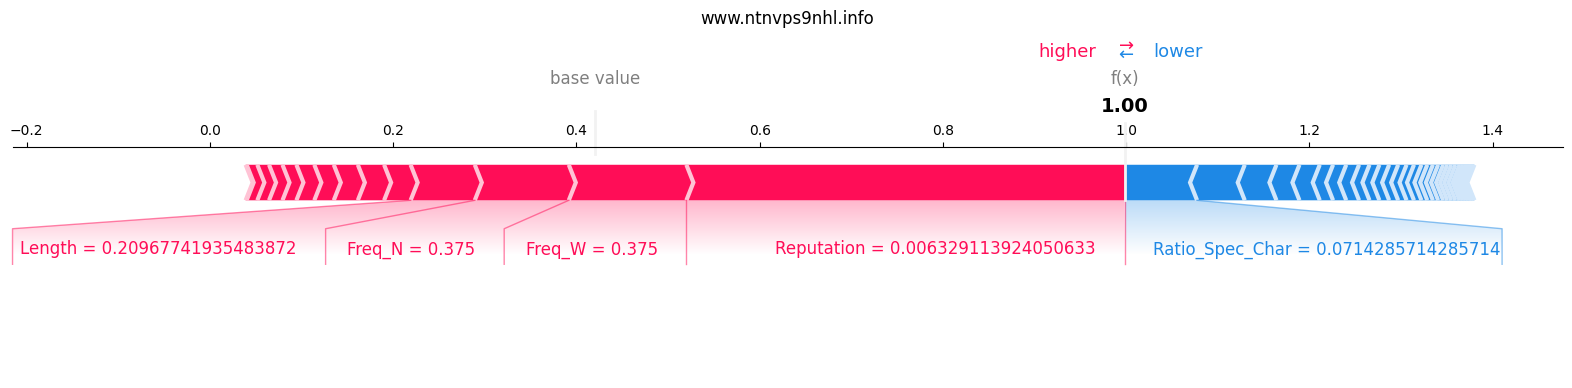 www.ntnvps9nhl.info
higher → ← lower
base value f(x)
1.00
−0.2 0.0 0.2 0.4 0.6 0.8 1.0 1.2 1.4
Length = 0.20967741935483872 Freq_N = 0.375 Freq_W = 0.375 Reputation = 0.006329113924050633 Ratio_Spec_Char = 0.0714285714285714